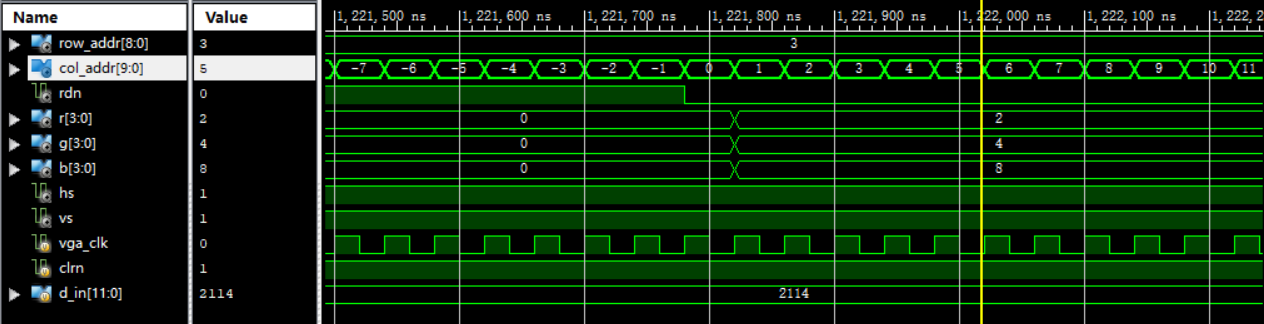 Name Value 1,221,500 ns 1,221,600 ns 1,221,700 ns 1,221,800 ns 1,221,900 ns 1,222,000 ns 1,222,100 ns 1,222,2
row_addr[8:0] 3 3
col_addr[9:0] 5 -7 -6 -5 -4 -3 -2 -1 0 1 2 3 4 5 6 7 8 9 10 11
rdn 0
r[3:0] 2 0 2
g[3:0] 4 0 4
b[3:0] 8 0 8
hs 1
vs 1
vga_clk 0
clrn 1
d_in[11:0] 2114 2114